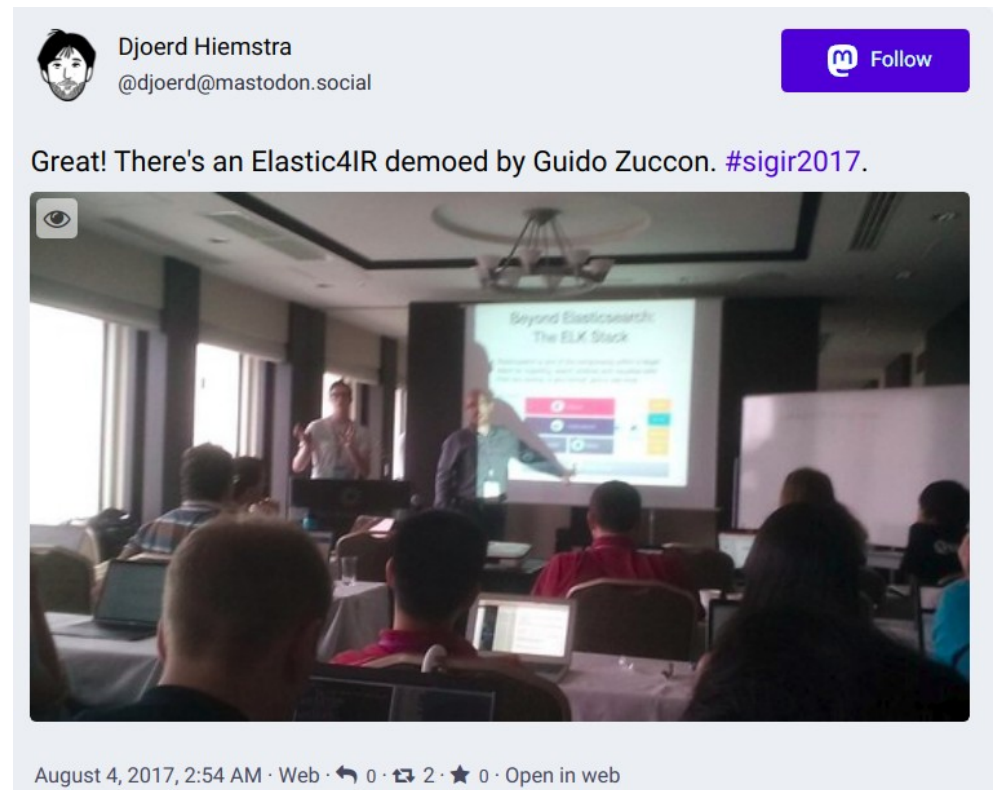 Djoerd Hiemstra
@djoerd@mastodon.social
Follow
Great! There's an Elastic4IR demoed by Guido Zuccon. #sigir2017.
Beyond Elasticsearch:
The ELK Stack
August 4, 2017, 2:54 AM · Web · 0 · 2 · 0 · Open in web